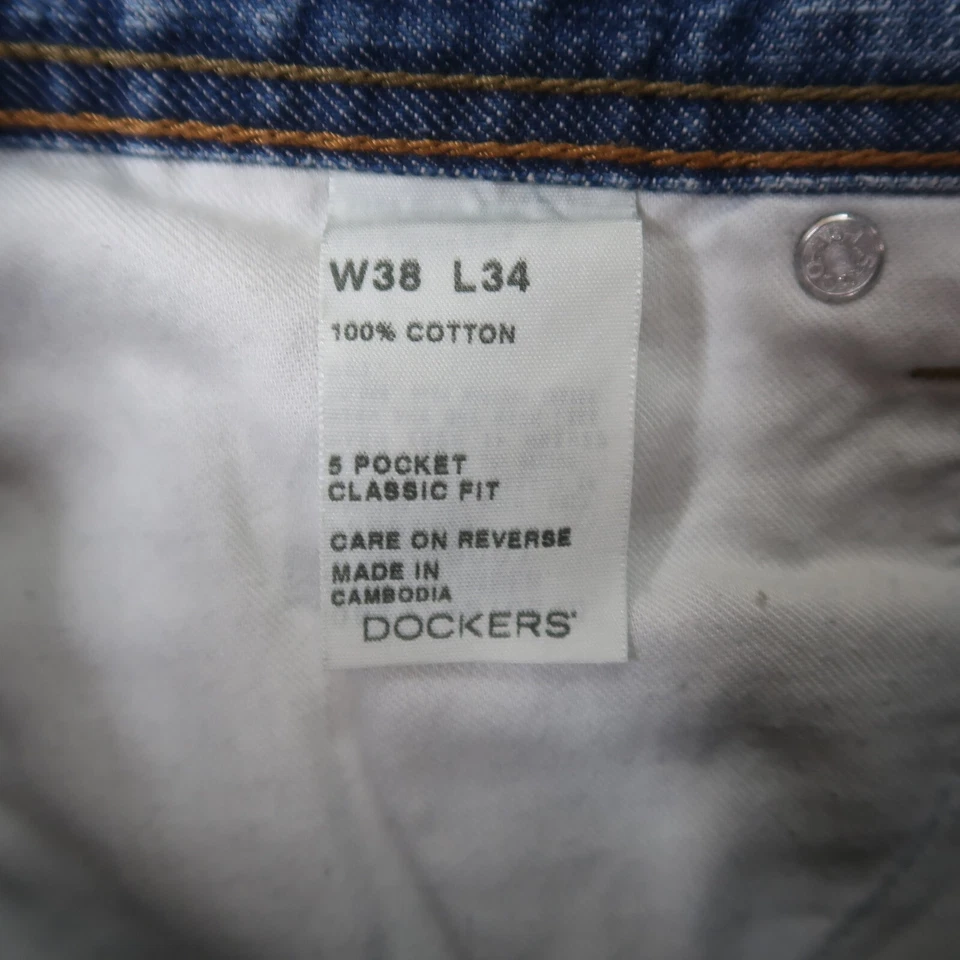 W38 L34
100% COTTON
5 POCKET
CLASSIC FIT
CARE ON REVERSE
MADE IN
CAMBODIA
DOCKERS